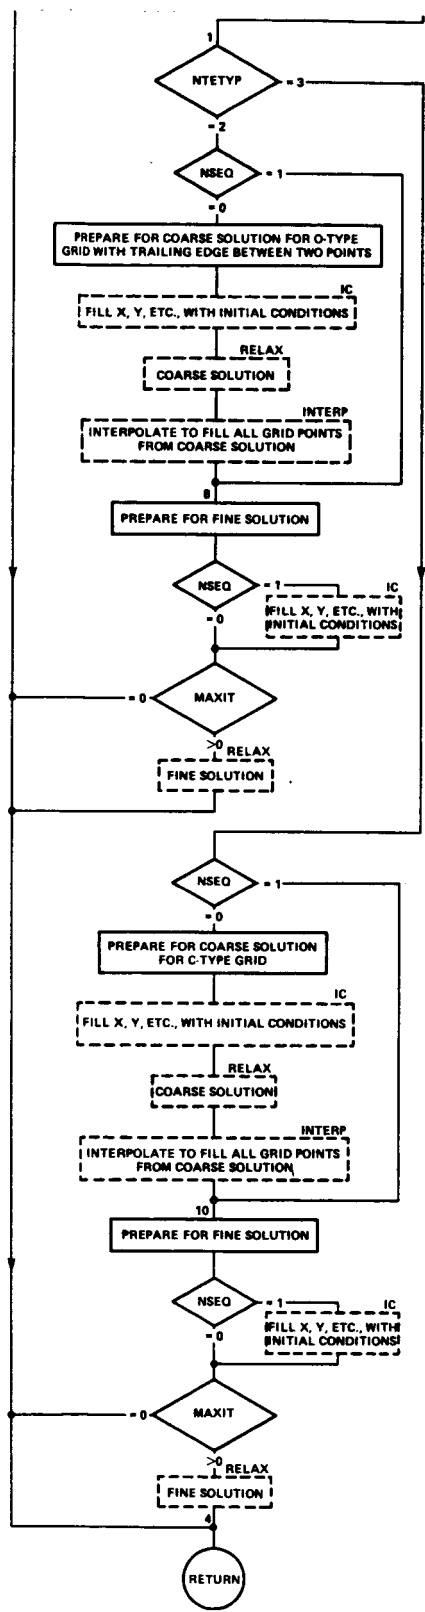 1
NTETYP
= 3
= 2
NSEQ
= 1
= 0
PREPARE FOR COARSE SOLUTION FOR O-TYPE
GRID WITH TRAILING EDGE BETWEEN TWO POINTS
IC
FILL X, Y, ETC., WITH INITIAL CONDITIONS
RELAX
COARSE SOLUTION
INTERP
INTERPOLATE TO FILL ALL GRID POINTS
FROM COARSE SOLUTION
8
PREPARE FOR FINE SOLUTION
NSEQ
= 1
IC
= 0
FILL X, Y, ETC., WITH
INITIAL CONDITIONS
MAXIT
= 0
>0
RELAX
FINE SOLUTION
NSEQ
= 1
= 0
PREPARE FOR COARSE SOLUTION
FOR C-TYPE GRID
IC
FILL X, Y, ETC., WITH INITIAL CONDITIONS
RELAX
COARSE SOLUTION
INTERP
INTERPOLATE TO FILL ALL GRID POINTS
FROM COARSE SOLUTION
10
PREPARE FOR FINE SOLUTION
NSEQ
= 1
IC
= 0
FILL X, Y, ETC., WITH
INITIAL CONDITIONS
MAXIT
= 0
>0
RELAX
FINE SOLUTION
4
RETURN